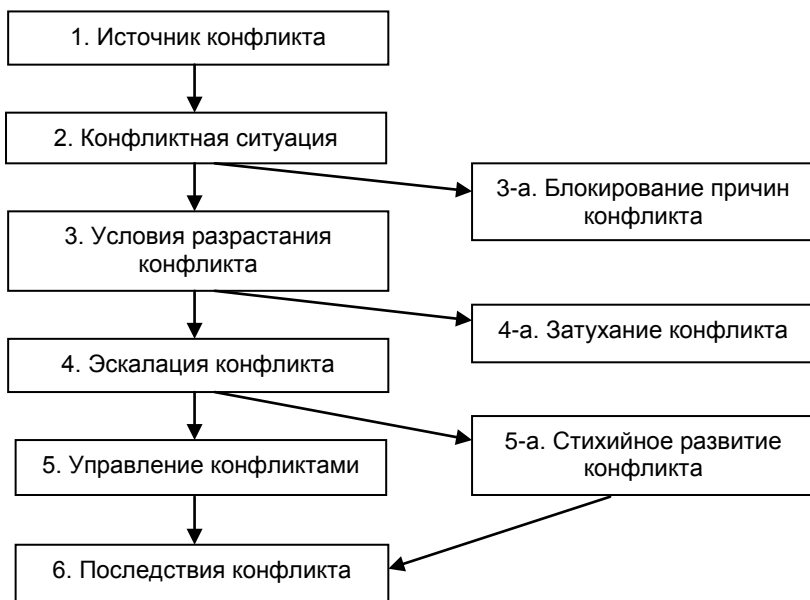 1. Источник конфликта
2. Конфликтная ситуация
3-а. Блокирование причин
конфликта
3. Условия разрастания
конфликта
4-а. Затухание конфликта
4. Эскалация конфликта
5-а. Стихийное развитие
конфликта
5. Управление конфликтами
6. Последствия конфликта